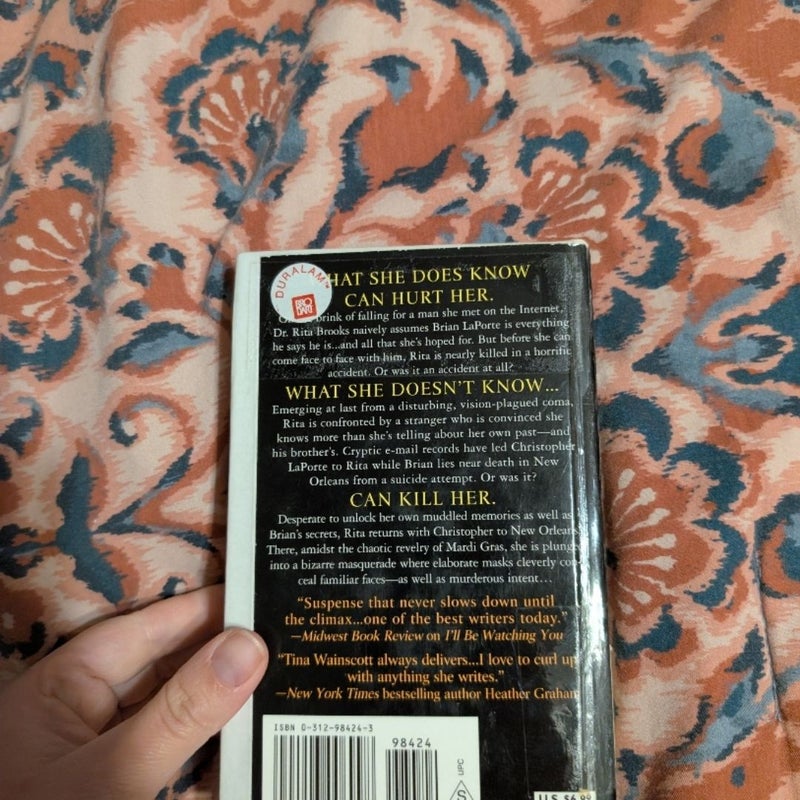 DURALAM™
BRO
DART
HAT SHE DOES KNOW
CAN HURT HER.
brink of falling for a man she met on the Internet,
Dr. Rita Brooks naively assumes Brian LaPorte is everything
he says he is...and all that she's hoped for. But before she can
come face to face with him, Rita is nearly killed in a horrific
accident. Or was it an accident at all?
WHAT SHE DOESN'T KNOW...
Emerging at last from a disturbing, vision-plagued coma,
Rita is confronted by a stranger who is convinced she
knows more than she's telling about her own past—and
his brother's. Cryptic e-mail records have led Christopher
LaPorte to Rita while Brian lies near death in New
Orleans from a suicide attempt. Or was it?
CAN KILL HER.
Desperate to unlock her own muddled memories as well as
Brian's secrets, Rita returns with Christopher to New Orleans.
There, amidst the chaotic revelry of Mardi Gras, she is plunged
into a bizarre masquerade where elaborate masks cleverly con-
ceal familiar faces—as well as murderous intent...
"Suspense that never slows down until
the climax...one of the best writers today."
—Midwest Book Review on I'll Be Watching You
"Tina Wainscott always delivers...I love to curl up
with anything she writes."
—New York Times bestselling author Heather Graham
ISBN 0-312-98424-3
98424
UPC
S
U.S. $6.99